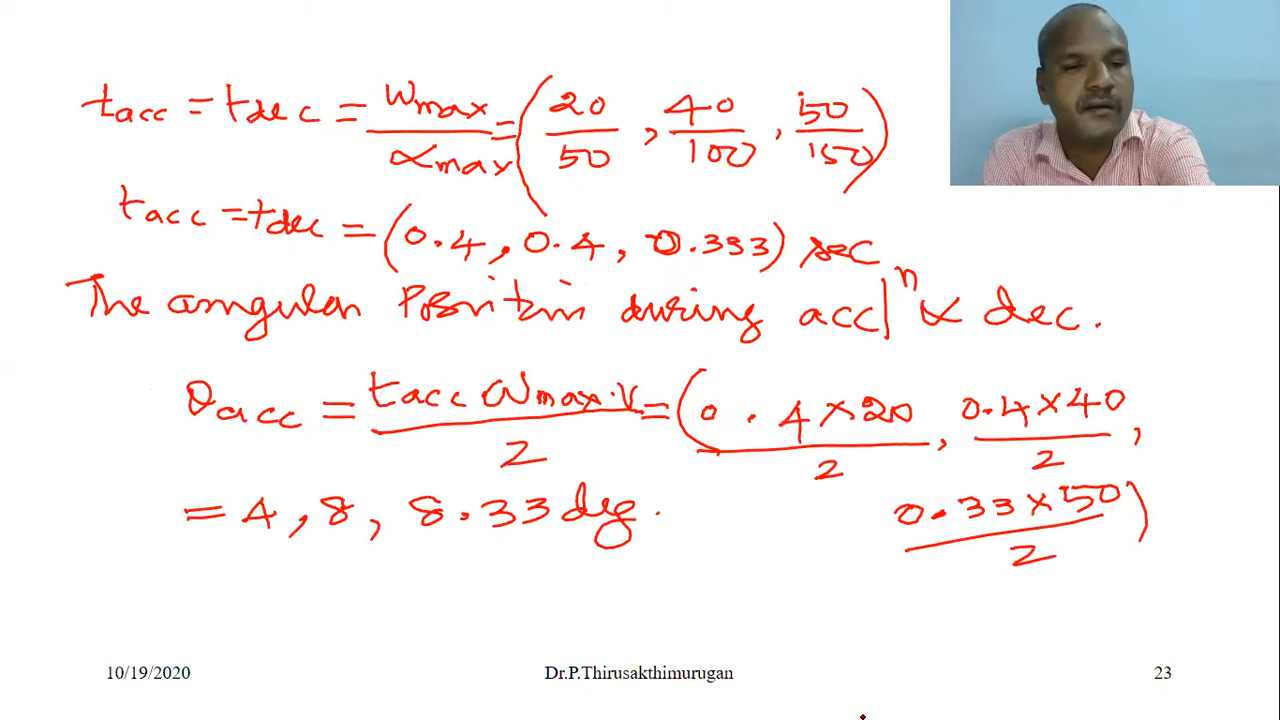 tacc = tdec = ωmax / αmax = (20/50, 40/100, 50/150)
tacc = tdec = (0.4, 0.4, 0.333) sec
The angular Position during acc|ⁿ & dec.
θacc = tacc ωmax.v / 2 = (0.4×20 / 2, 0.4×40 / 2,
0.33×50 / 2)
= 4, 8, 8.33 deg.
10/19/2020 Dr.P.Thirusakthimurugan 23